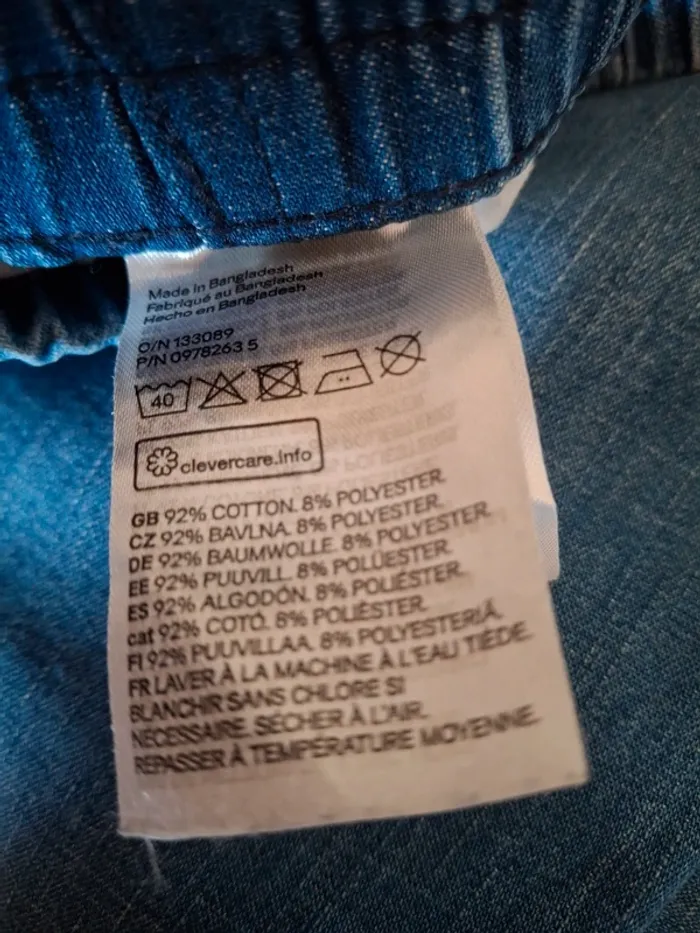 Made in Bangladesh
Fabriqué au Bangladesh
Hecho en Bangladesh
O/N 133089
P/N 0978263 5
40
clevercare.info
GB 92% COTTON. 8% POLYESTER.
CZ 92% BAVLNA. 8% POLYESTER.
DE 92% BAUMWOLLE. 8% POLYESTER.
EE 92% PUUVILL. 8% POLÜESTER.
ES 92% ALGODÓN. 8% POLIÉSTER.
cat 92% COTÓ. 8% POLIÈSTER.
FI 92% PUUVILLAA. 8% POLYESTERIÄ.
FR LAVER À LA MACHINE À L'EAU TIÈDE.
BLANCHIR SANS CHLORE SI
NÉCESSAIRE. SÉCHER À L'AIR.
REPASSER À TEMPÉRATURE MOYENNE.